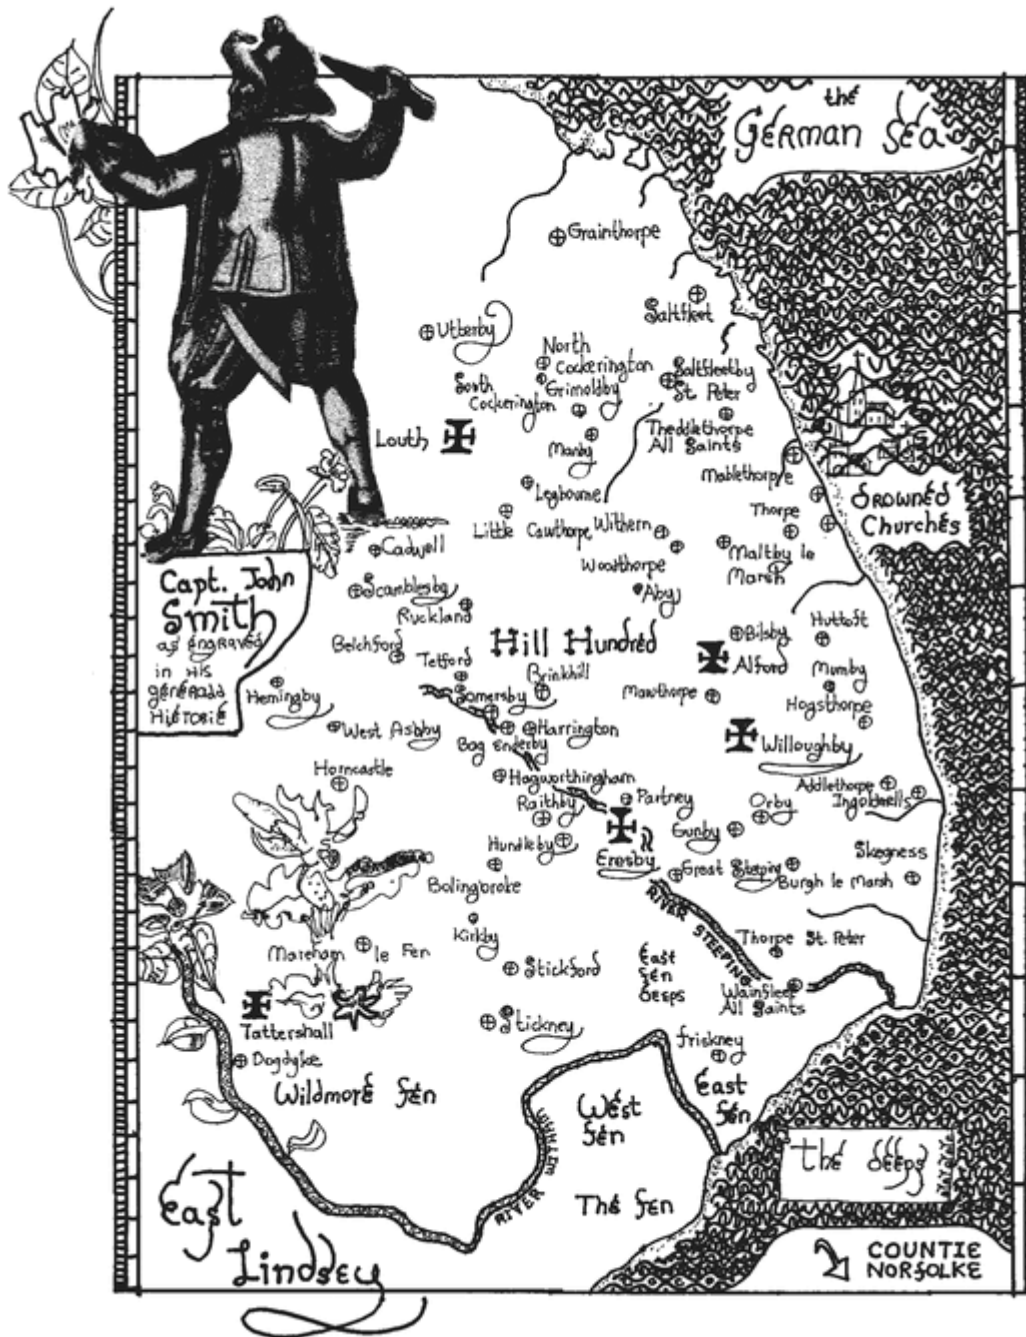 the
German Sea
Grainthorpe
Saltfleet
Utterby
North
Cockerington
South
Cockerington
Grimoldby
Saltfleetby
St. Peter
Louth
Manby
Theddlethorpe
All Saints
Mablethorpe
Legbourne
Thorpe
Drowned
Churches
Little Cawthorpe
Withern
Cadwell
Woodthorpe
Maltby le
Marsh
Capt. John
Smith
as engraved
in His
Generall
Historie
Scamblesby
Ruckland
Aby
Belchford
Tetford
Hill Hundred
Bilsby
Huttoft
Alford
Brinkhill
Mumby
Hemingby
Somersby
Mawthorpe
Hogsthorpe
West Ashby
Harrington
Willoughby
Bag Enderby
Horncastle
Hagworthingham
Addlethorpe
Ingoldmells
Raithby
Partney
Orby
Gunby
Hundleby
Eresby
Skegness
Great Steeping
Burgh le Marsh
Bolingbroke
RIVER STEEPING
Kirkby
Thorpe St. Peter
Mareham le Fen
Stickford
East
Fen
Deeps
Wainfleet
All Saints
Tattershall
Stickney
Friskney
Dogdyke
Wildmore Fen
East
Fen
West
Fen
RIVER WITHAM
The Deeps
The Fen
East
Lindsey
COUNTIE
NORFOLKE